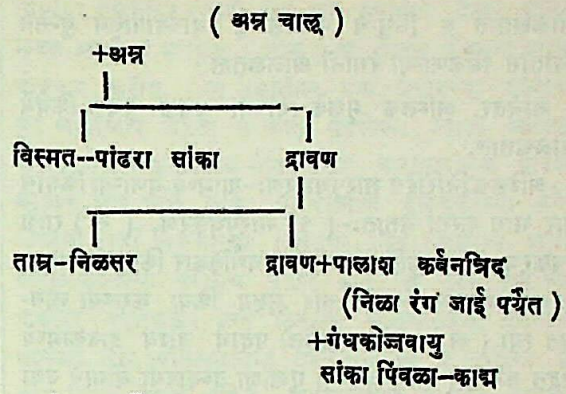 ( अम्र चालू )
+अम्र
विस्मत--पांढरा सांका द्रावण
ताम्र-निळसर द्रावण+पालाश कर्बनत्रिद
(निळा रंग जाई पर्यंत )
+गंधकोज्जवायु
सांका पिंवळा-काद्म